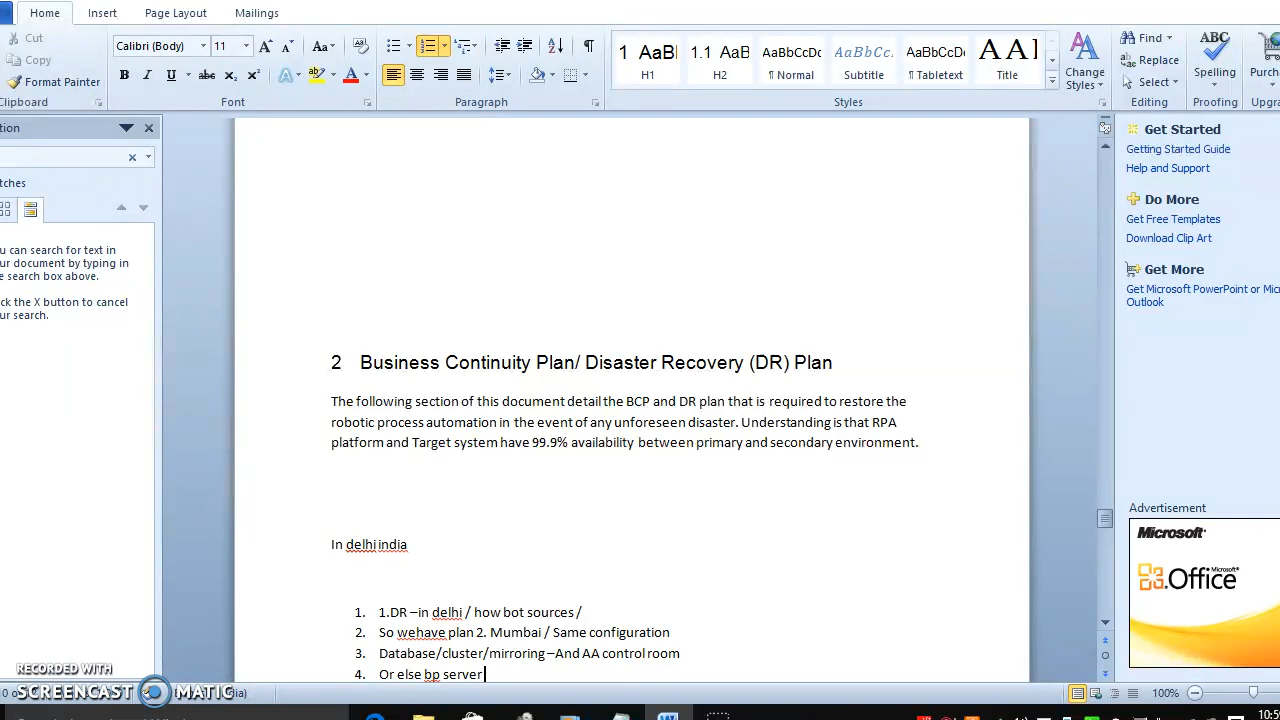 Home Insert Page Layout Mailings
Cut
Copy
Format Painter
Clipboard
Calibri (Body) 11
Font
Paragraph
1 AaBl 1.1 AaB AaBbCcDc AaBbCc. AaBbCcDc AAI
H1 H2 ¶ Normal Subtitle ¶ Tabletext Title
Change
Styles
Styles
Find
Replace
Select
Editing
ABC
Spelling
Proofing
Purch
Upgra
tion
tches
ou can search for text in
ur document by typing in
e search box above.
ck the X button to cancel
ur search.
2 Business Continuity Plan/ Disaster Recovery (DR) Plan
The following section of this document detail the BCP and DR plan that is required to restore the
robotic process automation in the event of any unforeseen disaster. Understanding is that RPA
platform and Target system have 99.9% availability between primary and secondary environment.
In delhi india
1. 1.DR –in delhi / how bot sources /
2. So wehave plan 2. Mumbai / Same configuration
3. Database/cluster/mirroring –And AA control room
4. Or else bp server
Get Started
Getting Started Guide
Help and Support
Do More
Get Free Templates
Download Clip Art
Get More
Get Microsoft PowerPoint or Mic
Outlook
Advertisement
Microsoft
Office
Microsoft
RECORDED WITH
SCREENCAST MATIC
100%
10:5